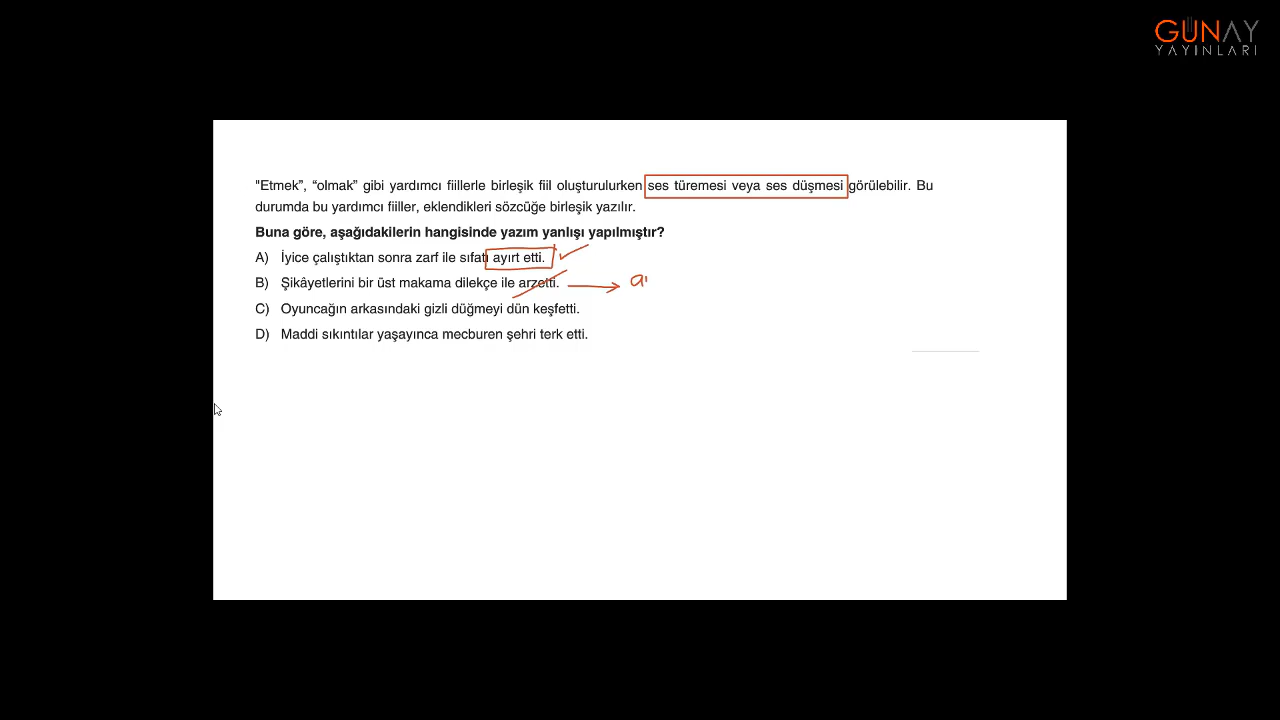 GÜNAY
YAYINLARI
"Etmek", “olmak” gibi yardımcı fiillerle birleşik fiil oluşturulurken ses türemesi veya ses düşmesi görülebilir. Bu
durumda bu yardımcı fiiller, eklendikleri sözcüğe birleşik yazılır.
Buna göre, aşağıdakilerin hangisinde yazım yanlışı yapılmıştır?
A) İyice çalıştıktan sonra zarf ile sıfatı ayırt etti.
B) Şikâyetlerini bir üst makama dilekçe ile arzetti.
C) Oyuncağın arkasındaki gizli düğmeyi dün keşfetti.
D) Maddi sıkıntılar yaşayınca mecburen şehri terk etti.